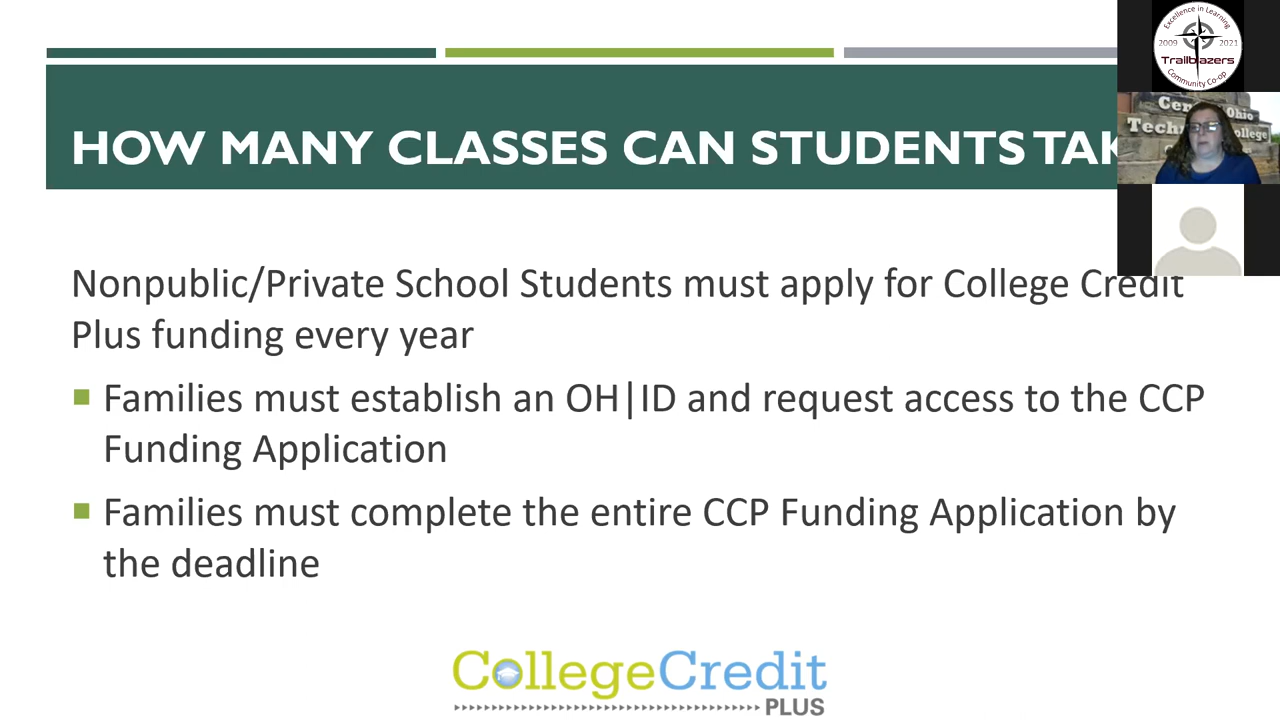 HOW MANY CLASSES CAN STUDENTS TAK
Excellence in Learning
2009 2021
Trailblazers
Community Co-op
Ohio
Nonpublic/Private School Students must apply for College Credit
Plus funding every year
Families must establish an OH|ID and request access to the CCP
Funding Application
Families must complete the entire CCP Funding Application by
the deadline
CollegeCredit
PLUS